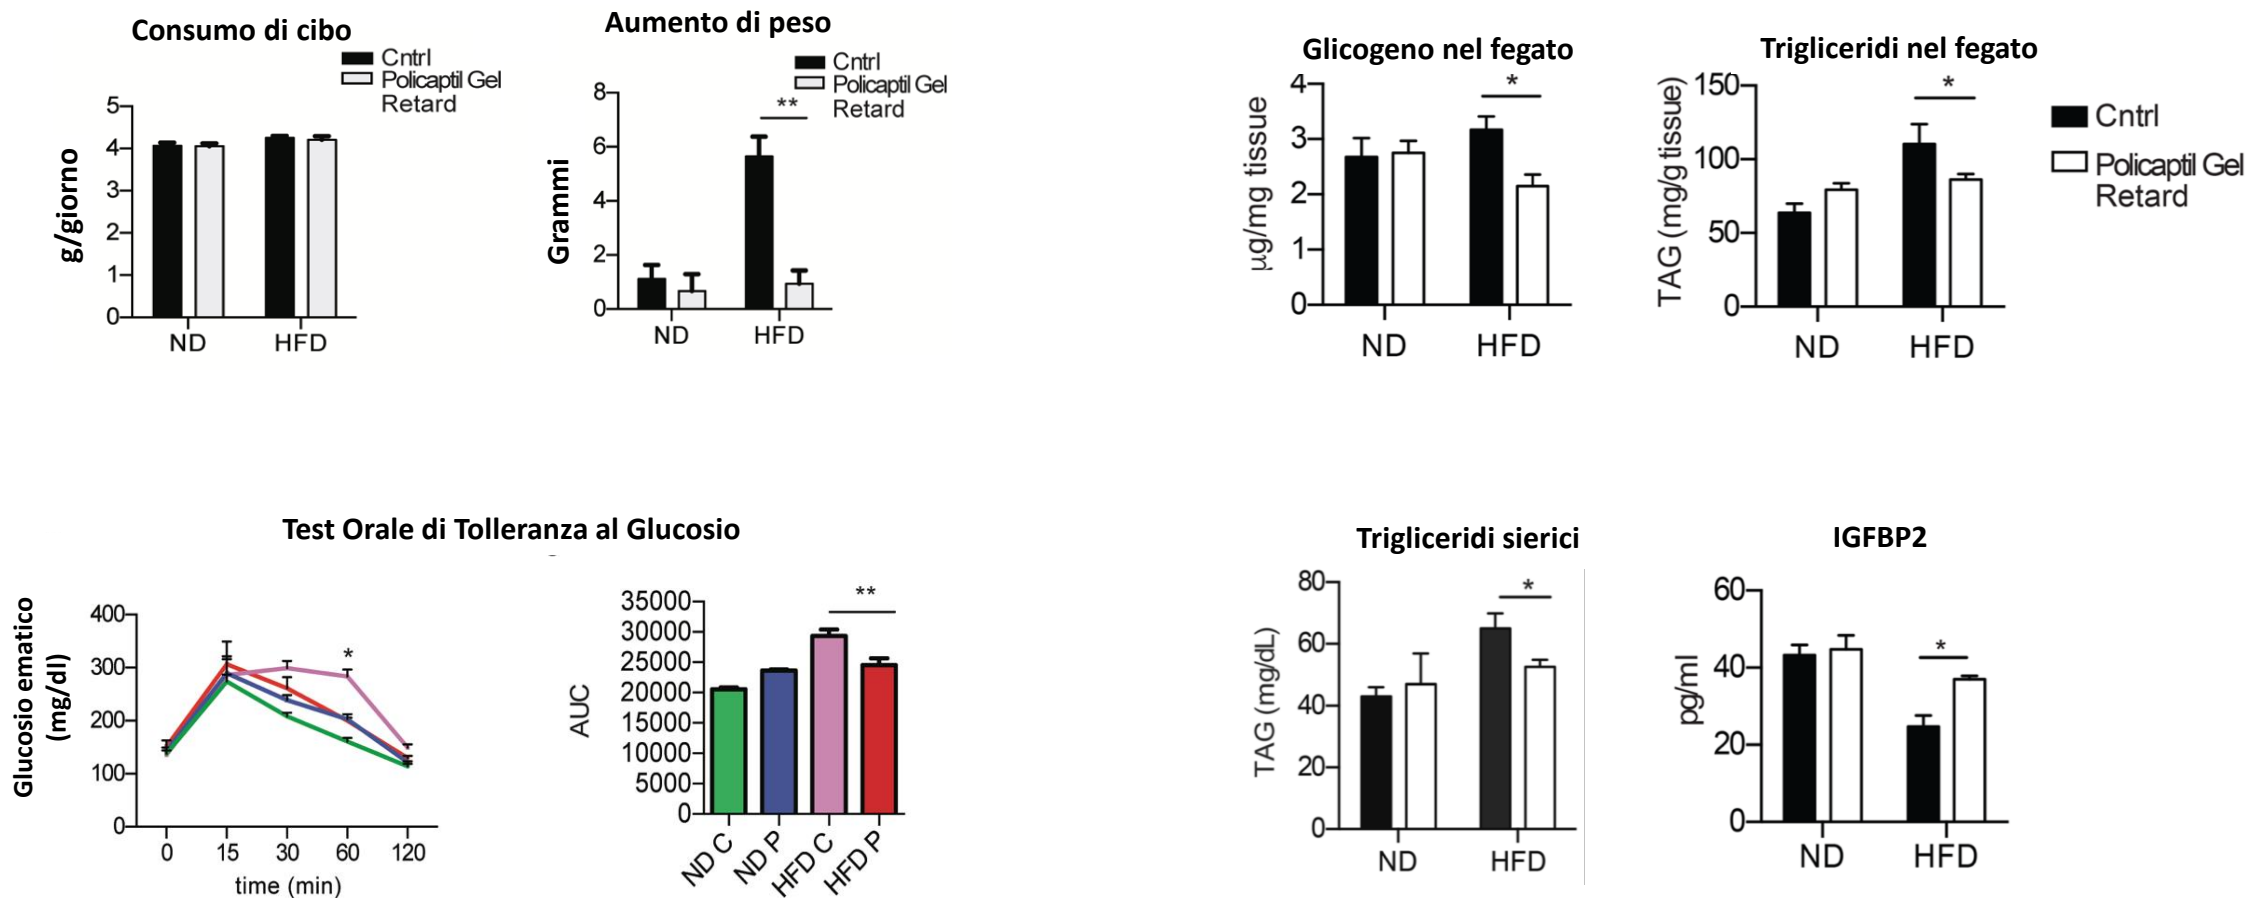 Consumo di cibo
Cntrl
Policaptil Gel
Retard
g/giorno
5
4
3
2
1
0
ND
HFD
Aumento di peso
Cntrl
Policaptil Gel
Retard
Grammi
8
6
4
2
0
**
ND
HFD
Glicogeno nel fegato
µg/mg tissue
4
3
2
1
0
*
ND
HFD
Trigliceridi nel fegato
TAG (mg/g tissue)
150
100
50
0
*
ND
HFD
Cntrl
Policaptil Gel
Retard
Test Orale di Tolleranza al Glucosio
Glucosio ematico
(mg/dl)
400
300
200
100
0
*
0
15
30
60
120
time (min)
AUC
35000
30000
25000
20000
15000
10000
5000
0
**
ND C
ND P
HFD C
HFD P
Trigliceridi sierici
TAG (mg/dL)
80
60
40
20
0
*
ND
HFD
IGFBP2
pg/ml
60
40
20
0
*
ND
HFD